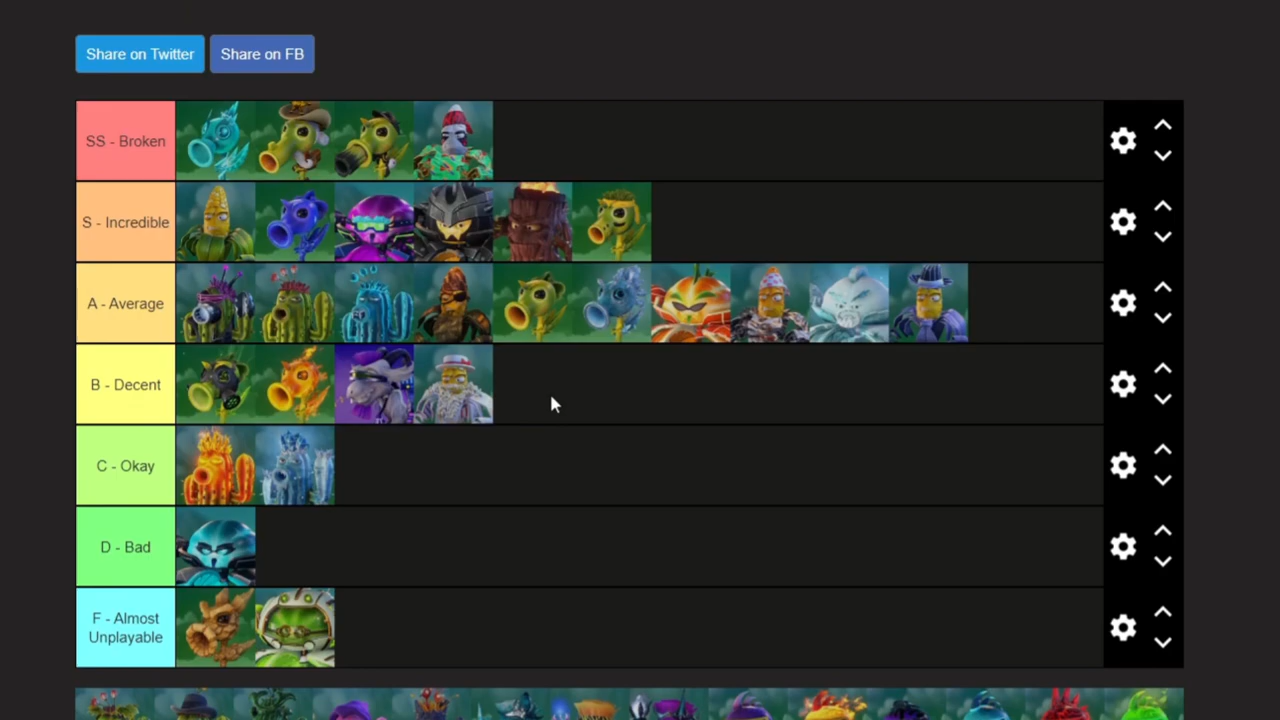 Share on Twitter
Share on FB
SS - Broken
S - Incredible
A - Average
B - Decent
C - Okay
D - Bad
F - Almost
Unplayable